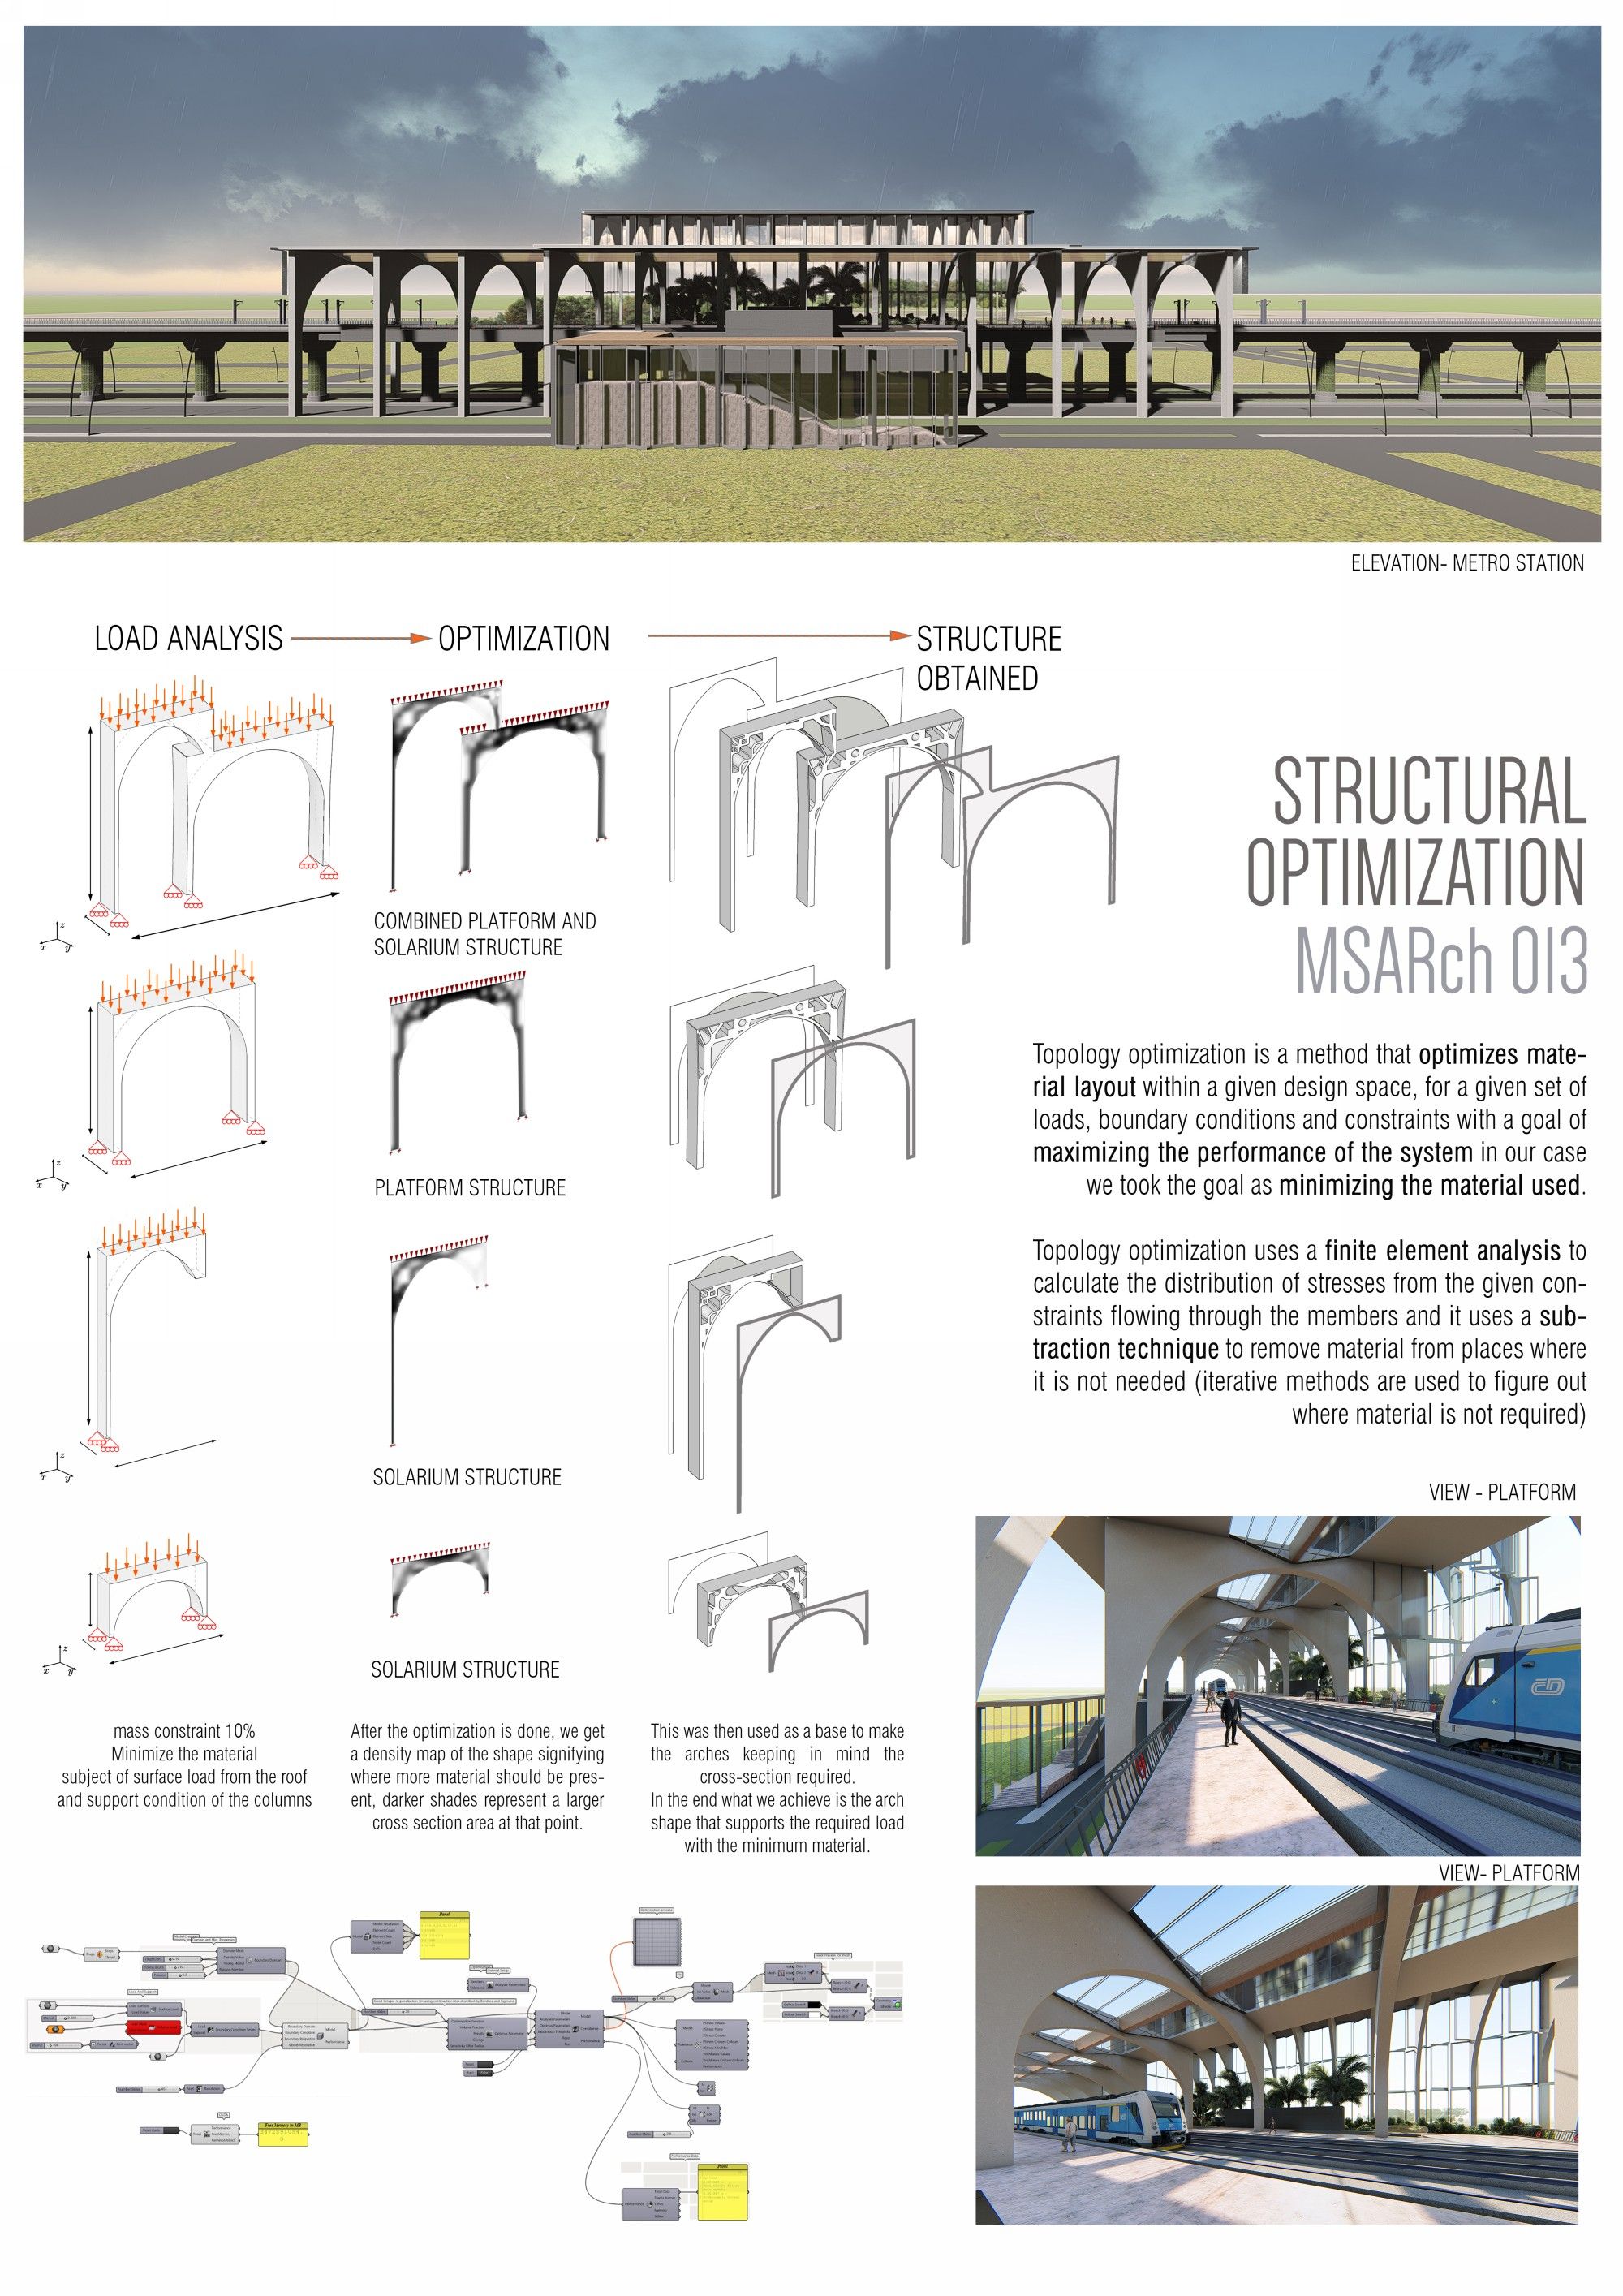 ELEVATION- METRO STATION
LOAD ANALYSIS
OPTIMIZATION
STRUCTURE
OBTAINED
COMBINED PLATFORM AND
SOLARIUM STRUCTURE
PLATFORM STRUCTURE
SOLARIUM STRUCTURE
SOLARIUM STRUCTURE
mass constraint 10%
Minimize the material
subject of surface load from the roof
and support condition of the columns
After the optimization is done, we get
a density map of the shape signifying
where more material should be pres-
ent, darker shades represent a larger
cross section area at that point.
This was then used as a base to make
the arches keeping in mind the
cross-section required.
In the end what we achieve is the arch
shape that supports the required load
with the minimum material.
STRUCTURAL
OPTIMIZATION
MSARch 013
Topology optimization is a method that optimizes mate-
rial layout within a given design space, for a given set of
loads, boundary conditions and constraints with a goal of
maximizing the performance of the system in our case
we took the goal as minimizing the material used.
Topology optimization uses a finite element analysis to
calculate the distribution of stresses from the given con-
straints flowing through the members and it uses a sub-
traction technique to remove material from places where
it is not needed (iterative methods are used to figure out
where material is not required)
VIEW - PLATFORM
VIEW- PLATFORM